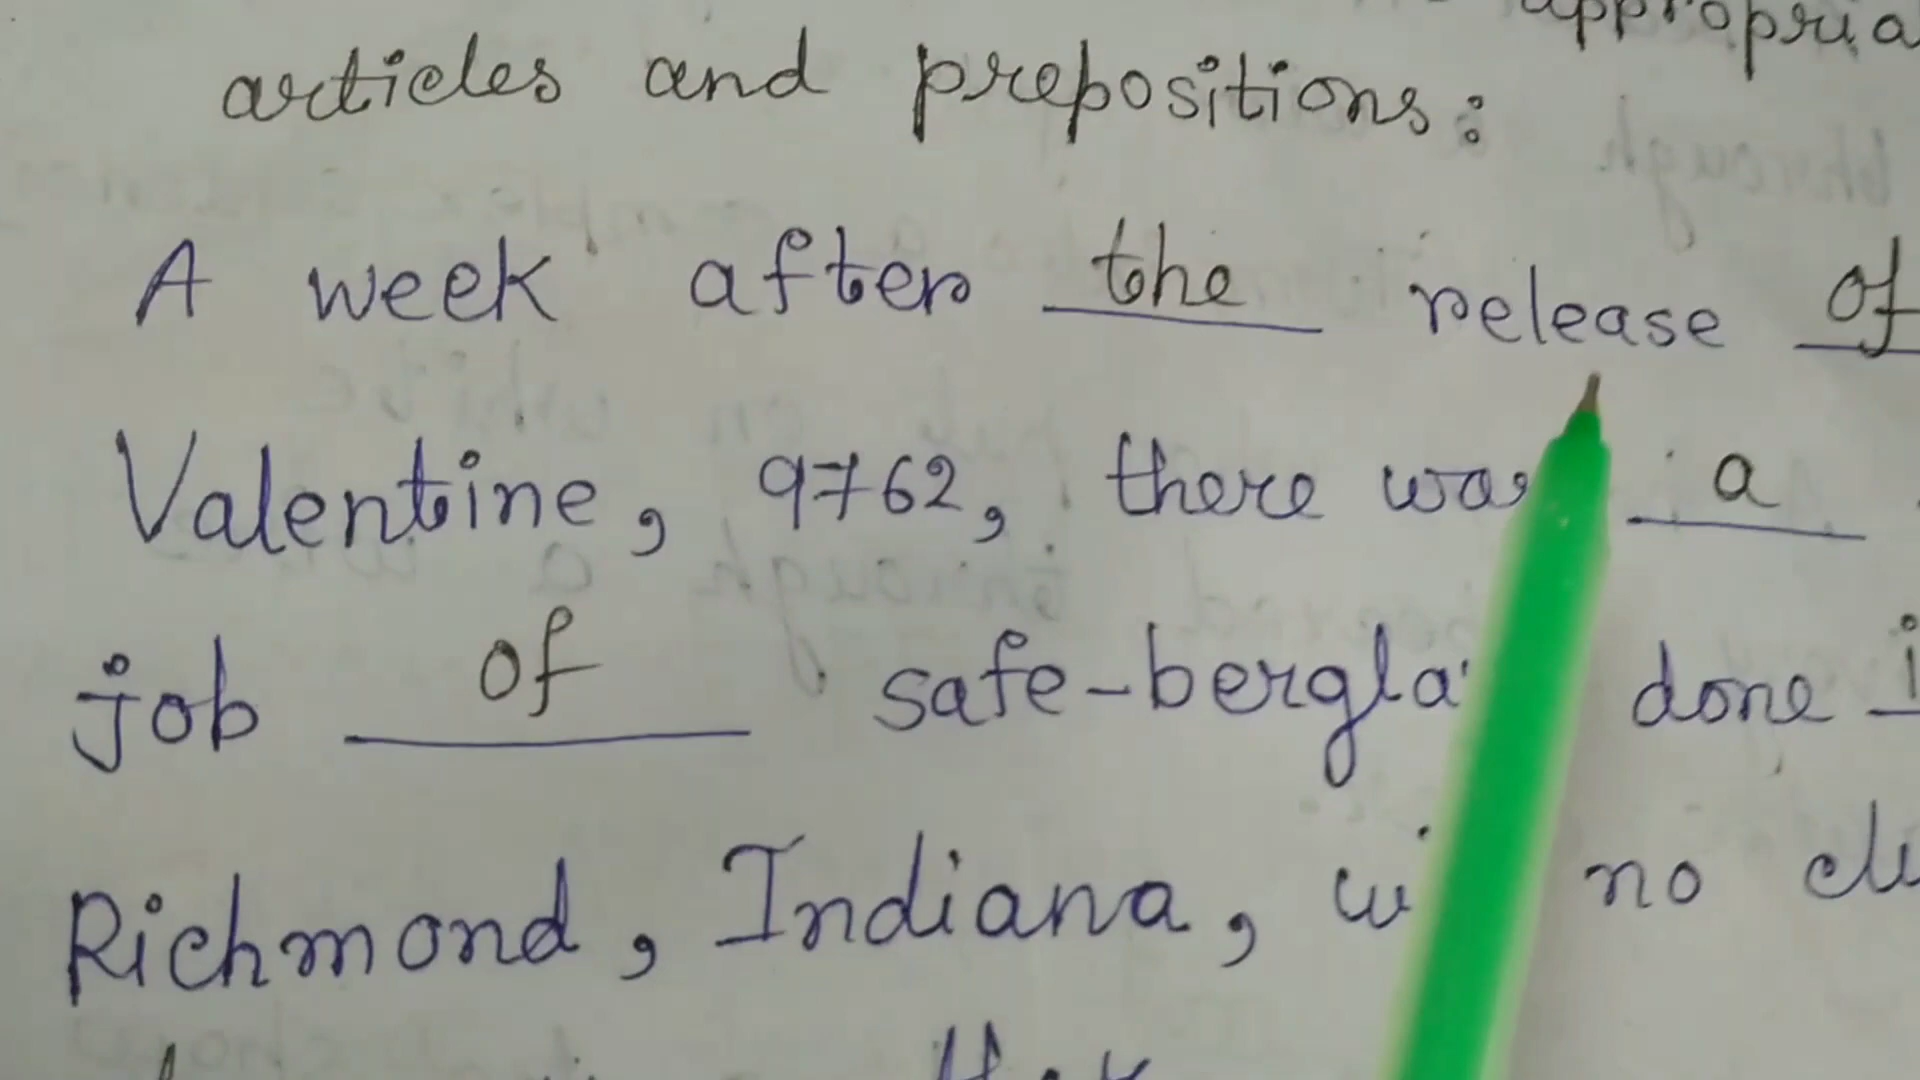 articles and prepositions:
A week after the release of
Valentine, 9762, there was a
job of safe-bergla done
Richmond, Indiana, no